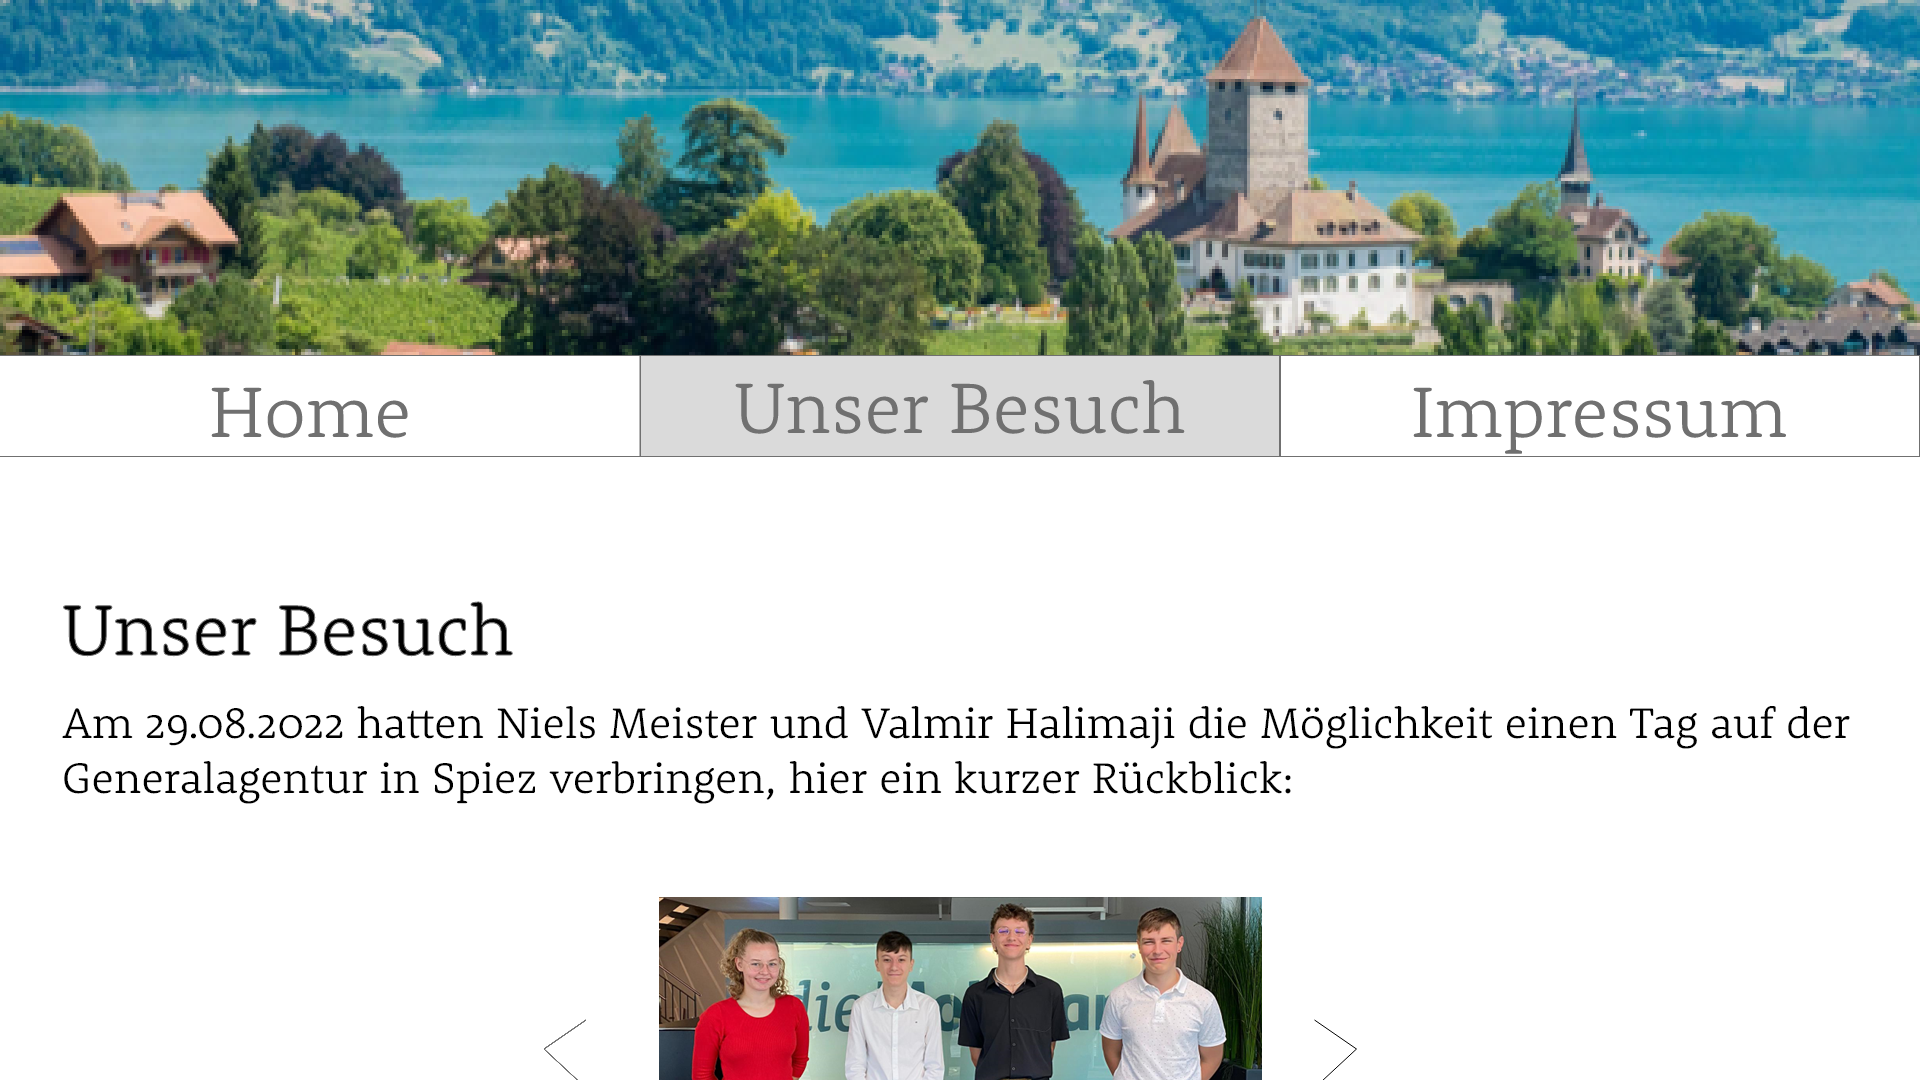 Home
Unser Besuch
Impressum
Unser Besuch
Am 29.08.2022 hatten Niels Meister und Valmir Halimaji die Möglichkeit einen Tag auf der
Generalagentur in Spiez verbringen, hier ein kurzer Rückblick:
die